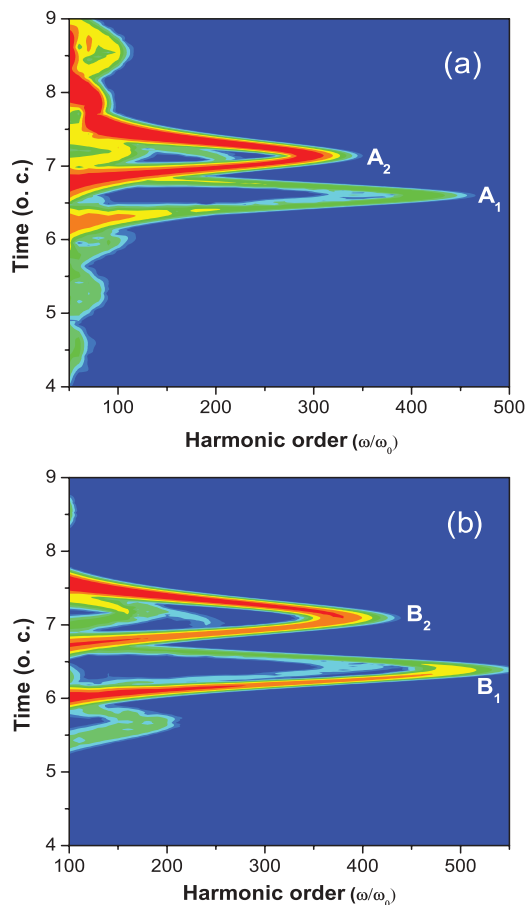 (a)
9
8
7
6
5
4
A2
A1
Time (o. c.)
100 200 300 400 500
Harmonic order (ω/ω0)
(b)
9
8
7
6
5
4
B2
B1
Time (o. c.)
100 200 300 400 500
Harmonic order (ω/ω0)